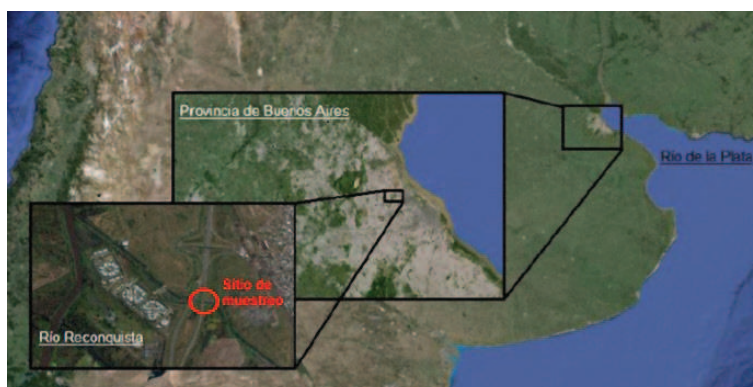 Provincia de Buenos Aires
Río de la Plata
Sitio de
muestreo
Río Reconquista